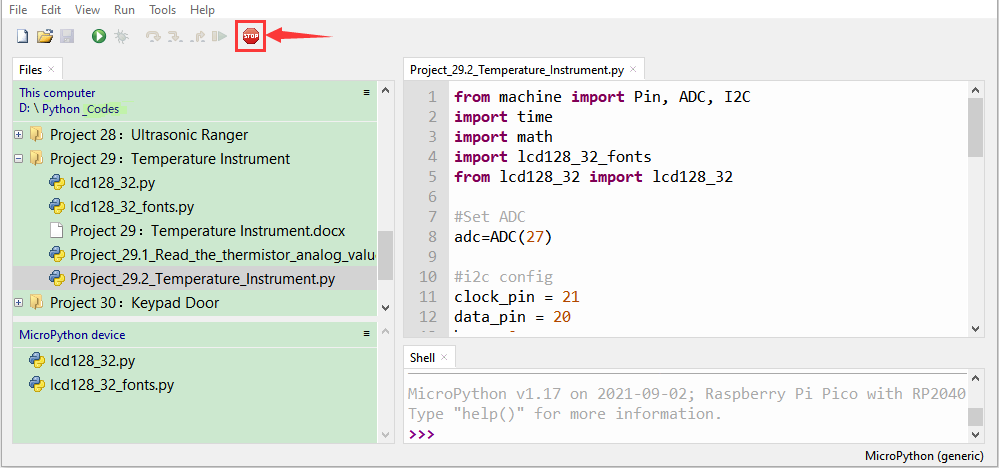 File Edit View Run Tools Help
STOP
Files
This computer
D: \ Python_Codes
Project 28：Ultrasonic Ranger
Project 29：Temperature Instrument
lcd128_32.py
lcd128_32_fonts.py
Project 29：Temperature Instrument.docx
Project_29.1_Read_the_thermistor_analog_valu
Project_29.2_Temperature_Instrument.py
Project 30：Keypad Door
MicroPython device
lcd128_32.py
lcd128_32_fonts.py
Project_29.2_Temperature_Instrument.py
1 from machine import Pin, ADC, I2C
2 import time
3 import math
4 import lcd128_32_fonts
5 from lcd128_32 import lcd128_32
6
7 #Set ADC
8 adc=ADC(27)
9
10 #i2c config
11 clock_pin = 21
12 data_pin = 20
Shell
MicroPython v1.17 on 2021-09-02; Raspberry Pi Pico with RP2040
Type "help()" for more information.
>>>
MicroPython (generic)